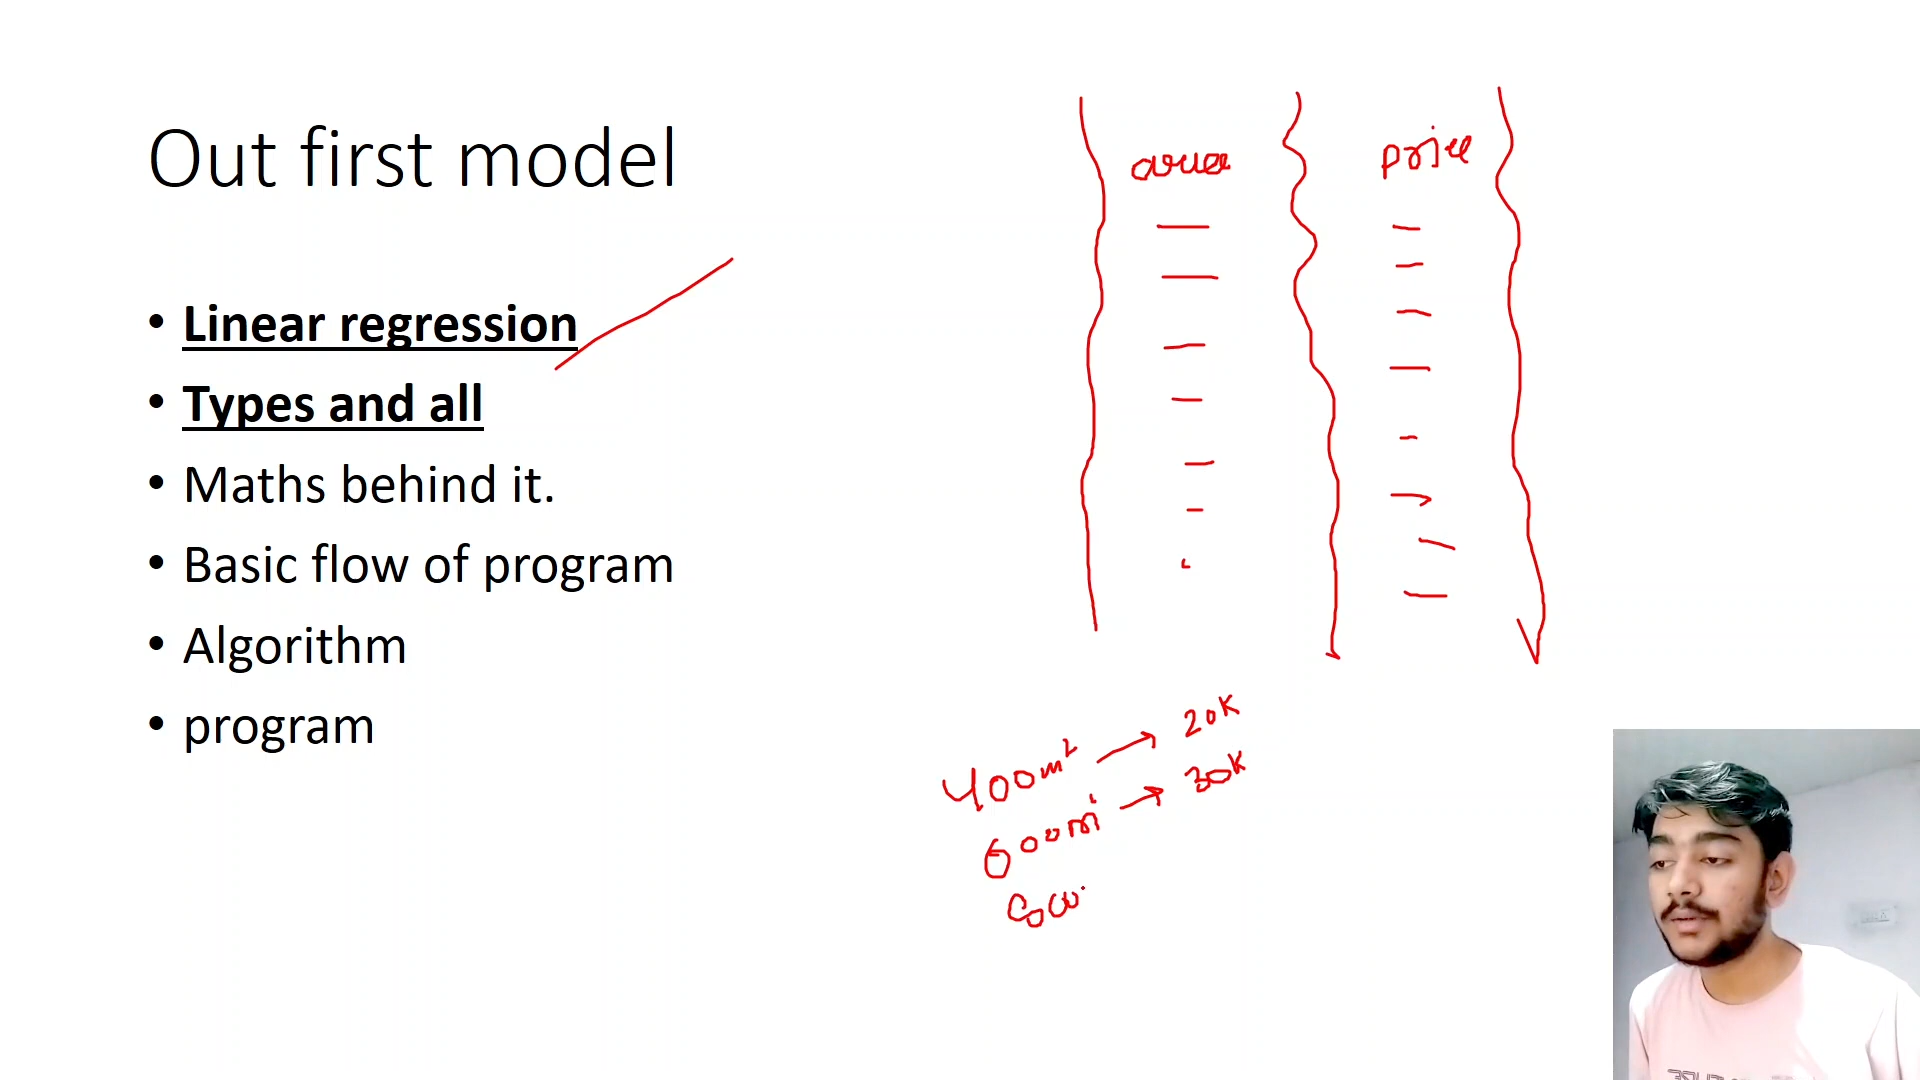 Out first model
• Linear regression
• Types and all
• Maths behind it.
• Basic flow of program
• Algorithm
• program
area price
400m² → 20K
600m² → 30K